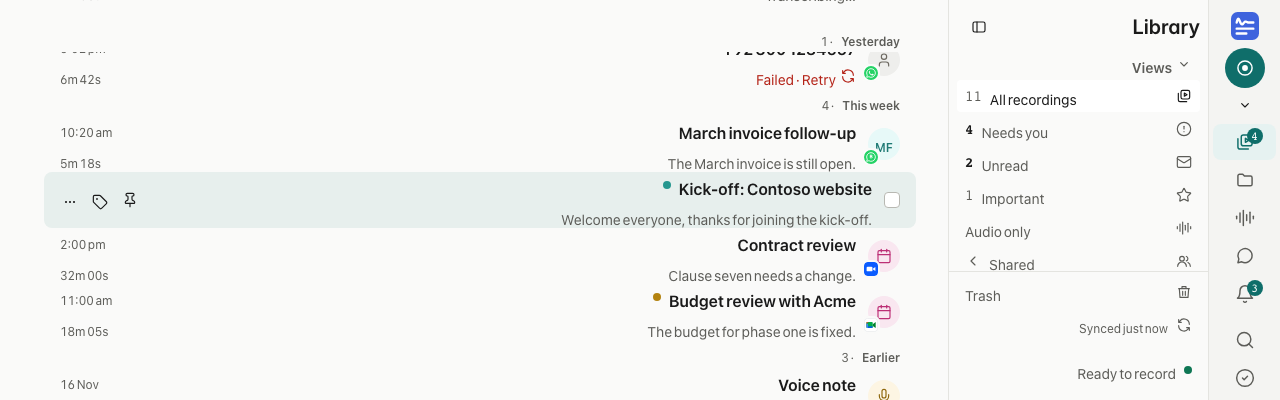 Library
Views
All recordings 11
Needs you 4
Unread 2
Important 1
Audio only
Shared
Trash
Synced just now
Ready to record
4
3
Yesterday · 1
6m 42s
Failed · Retry
This week · 4
March invoice follow-up
10:20 am
MF
The March invoice is still open.
5m 18s
Kick-off: Contoso website
Welcome everyone, thanks for joining the kick-off.
Contract review
2:00 pm
Clause seven needs a change.
32m 00s
Budget review with Acme
11:00 am
The budget for phase one is fixed.
18m 05s
Earlier · 3
Voice note
16 Nov